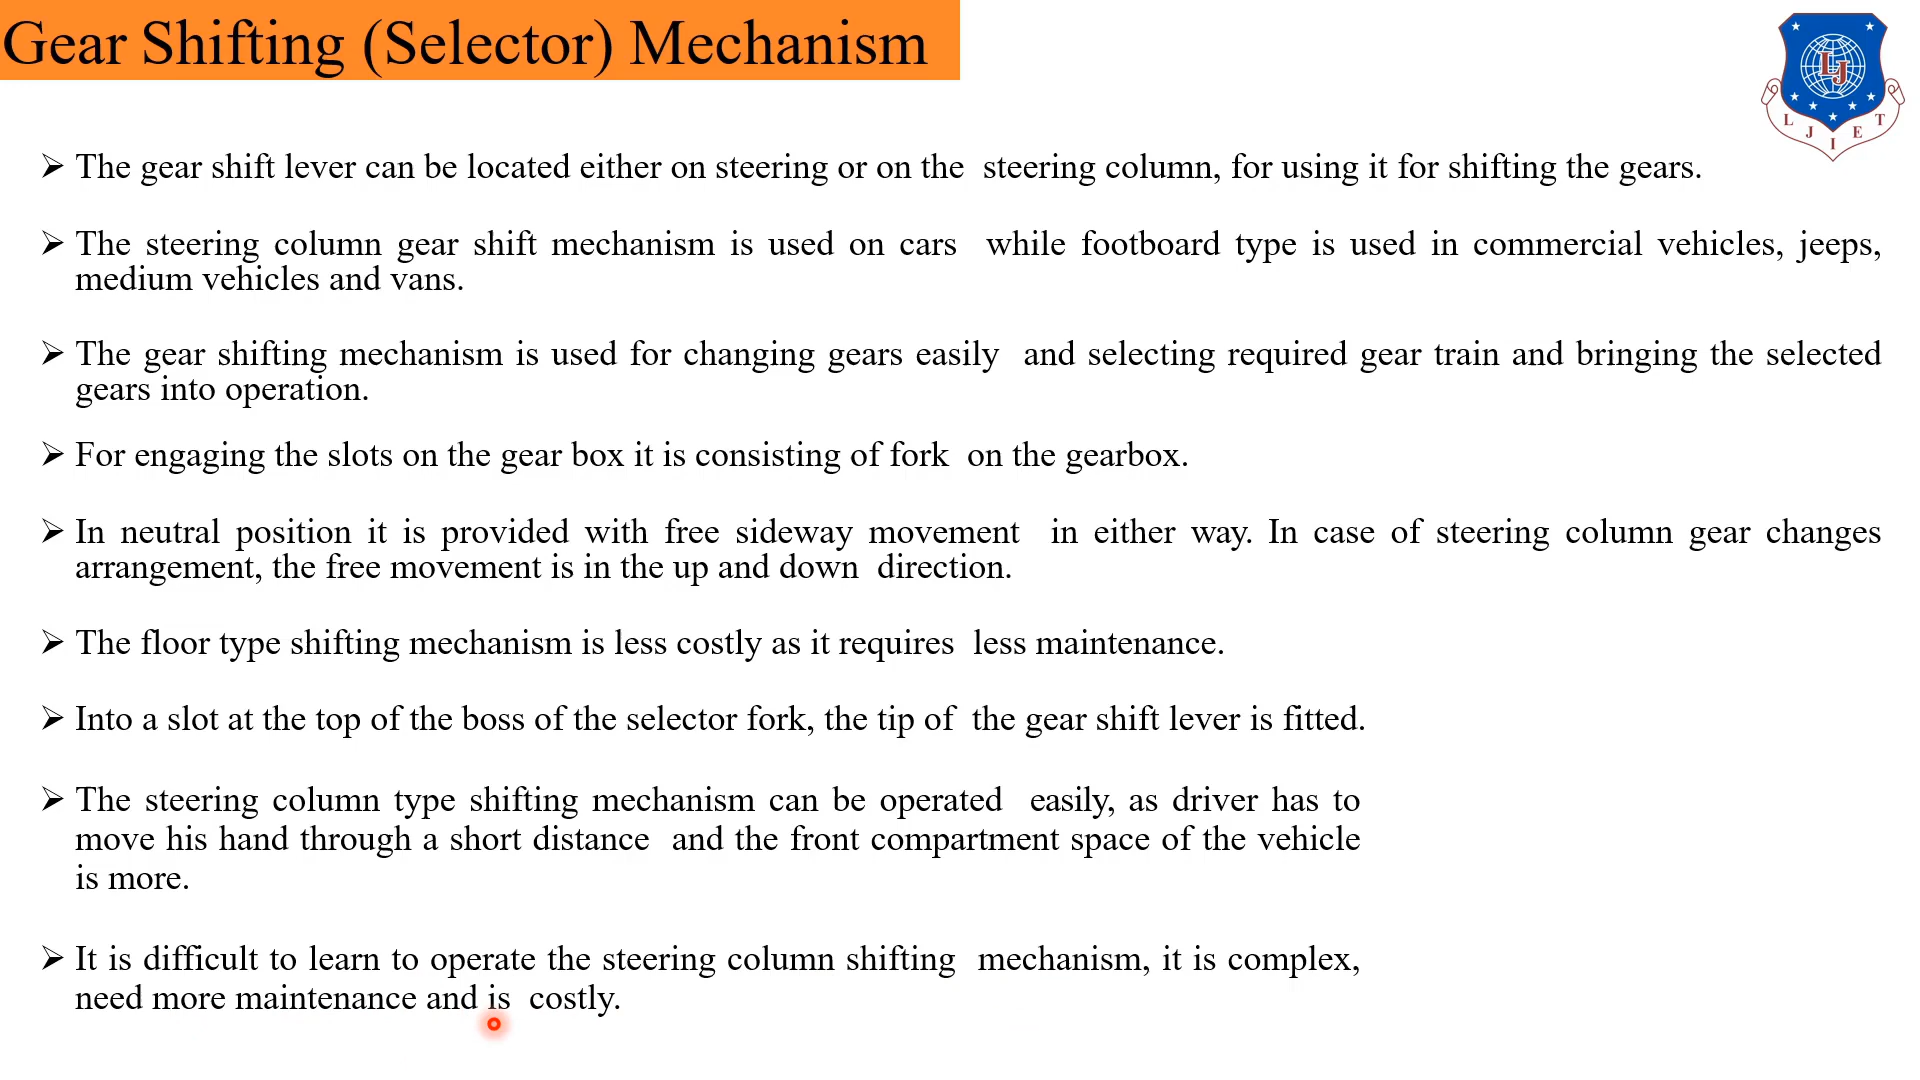 Gear Shifting (Selector) Mechanism
LJ
L J I E T
➢ The gear shift lever can be located either on steering or on the steering column, for using it for shifting the gears.
➢ The steering column gear shift mechanism is used on cars while footboard type is used in commercial vehicles, jeeps,
medium vehicles and vans.
➢ The gear shifting mechanism is used for changing gears easily and selecting required gear train and bringing the selected
gears into operation.
➢ For engaging the slots on the gear box it is consisting of fork on the gearbox.
➢ In neutral position it is provided with free sideway movement in either way. In case of steering column gear changes
arrangement, the free movement is in the up and down direction.
➢ The floor type shifting mechanism is less costly as it requires less maintenance.
➢ Into a slot at the top of the boss of the selector fork, the tip of the gear shift lever is fitted.
➢ The steering column type shifting mechanism can be operated easily, as driver has to
move his hand through a short distance and the front compartment space of the vehicle
is more.
➢ It is difficult to learn to operate the steering column shifting mechanism, it is complex,
need more maintenance and is costly.